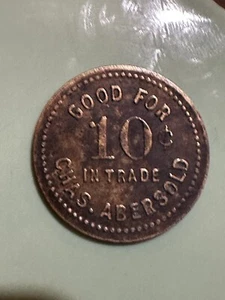 GOOD FOR
10¢
IN TRADE
CHAS. ABERSOLD